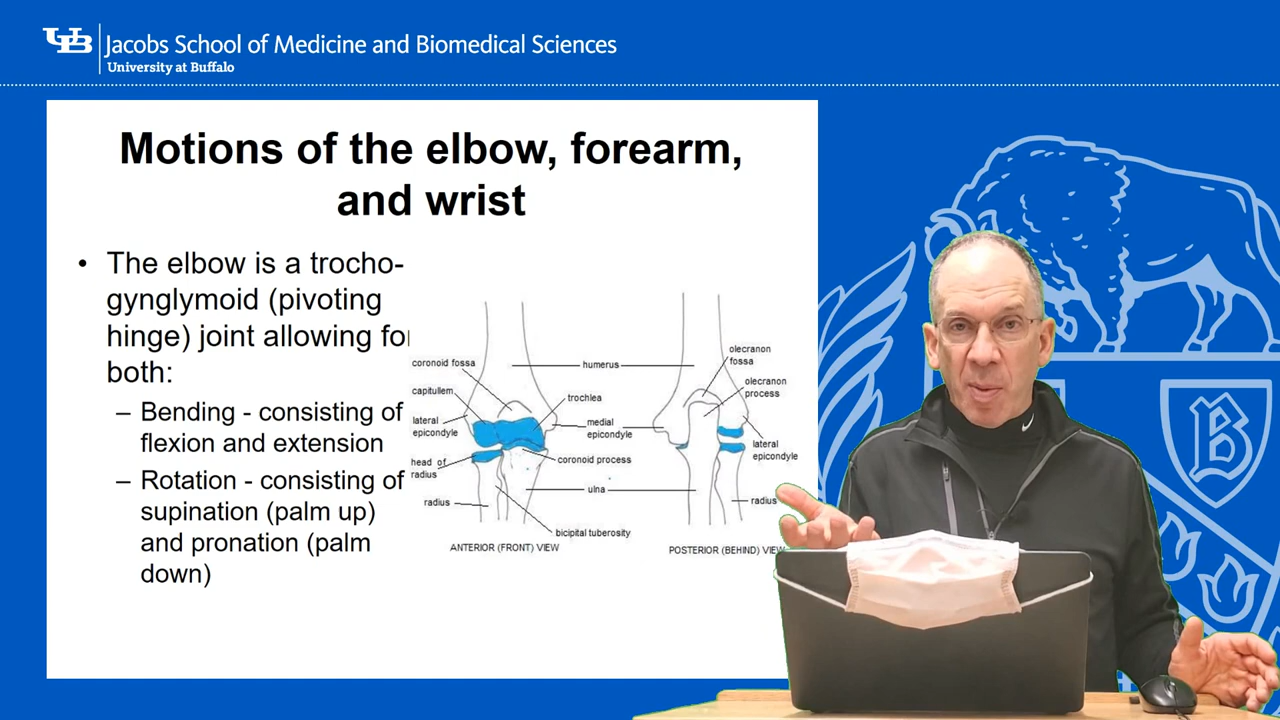 UB
Jacobs School of Medicine and Biomedical Sciences
University at Buffalo
Motions of the elbow, forearm,
and wrist
• The elbow is a trocho-
gynglymoid (pivoting
hinge) joint allowing for
both:
– Bending - consisting of
flexion and extension
– Rotation - consisting of
supination (palm up)
and pronation (palm
down)
coronoid fossa
capitullem
lateral
epicondyle
head of
radius
radius
humerus
trochlea
medial
epicondyle
coronoid process
ulna
bicipital tuberosity
ANTERIOR (FRONT) VIEW
olecranon
fossa
olecranon
process
lateral
epicondyle
radius
POSTERIOR (BEHIND) VIEW
B